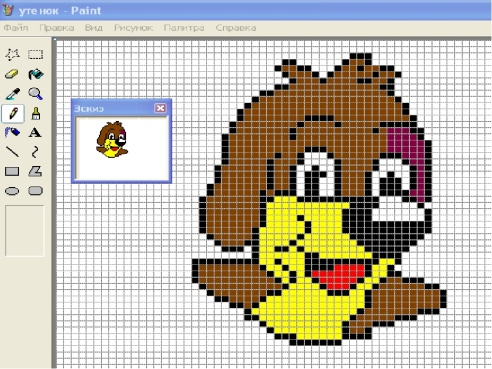 утенок - Paint
Файл Правка Вид Рисунок Палитра Справка
Эскиз
A